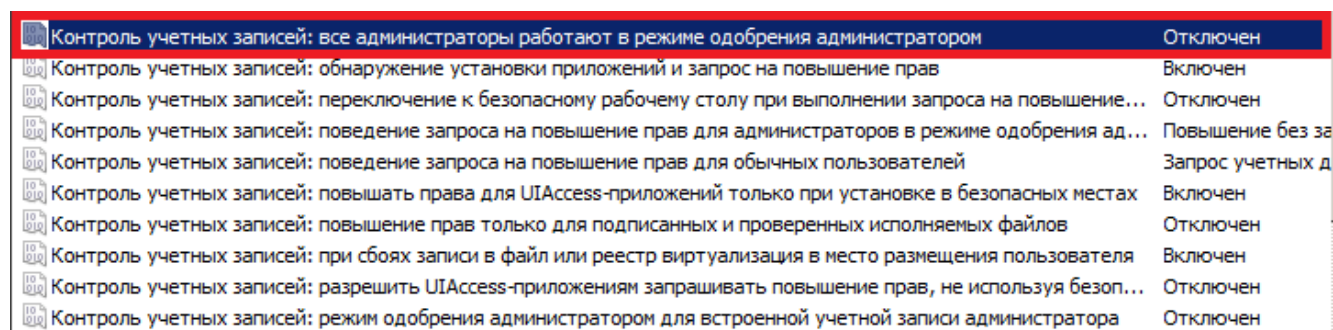 Контроль учетных записей: все администраторы работают в режиме одобрения администратором Отключен
Контроль учетных записей: обнаружение установки приложений и запрос на повышение прав Включен
Контроль учетных записей: переключение к безопасному рабочему столу при выполнении запроса на повышение... Отключен
Контроль учетных записей: поведение запроса на повышение прав для администраторов в режиме одобрения ад... Повышение без за
Контроль учетных записей: поведение запроса на повышение прав для обычных пользователей Запрос учетных д
Контроль учетных записей: повышать права для UIAccess-приложений только при установке в безопасных местах Включен
Контроль учетных записей: повышение прав только для подписанных и проверенных исполняемых файлов Отключен
Контроль учетных записей: при сбоях записи в файл или реестр виртуализация в место размещения пользователя Включен
Контроль учетных записей: разрешить UIAccess-приложениям запрашивать повышение прав, не используя безоп... Отключен
Контроль учетных записей: режим одобрения администратором для встроенной учетной записи администратора Отключен